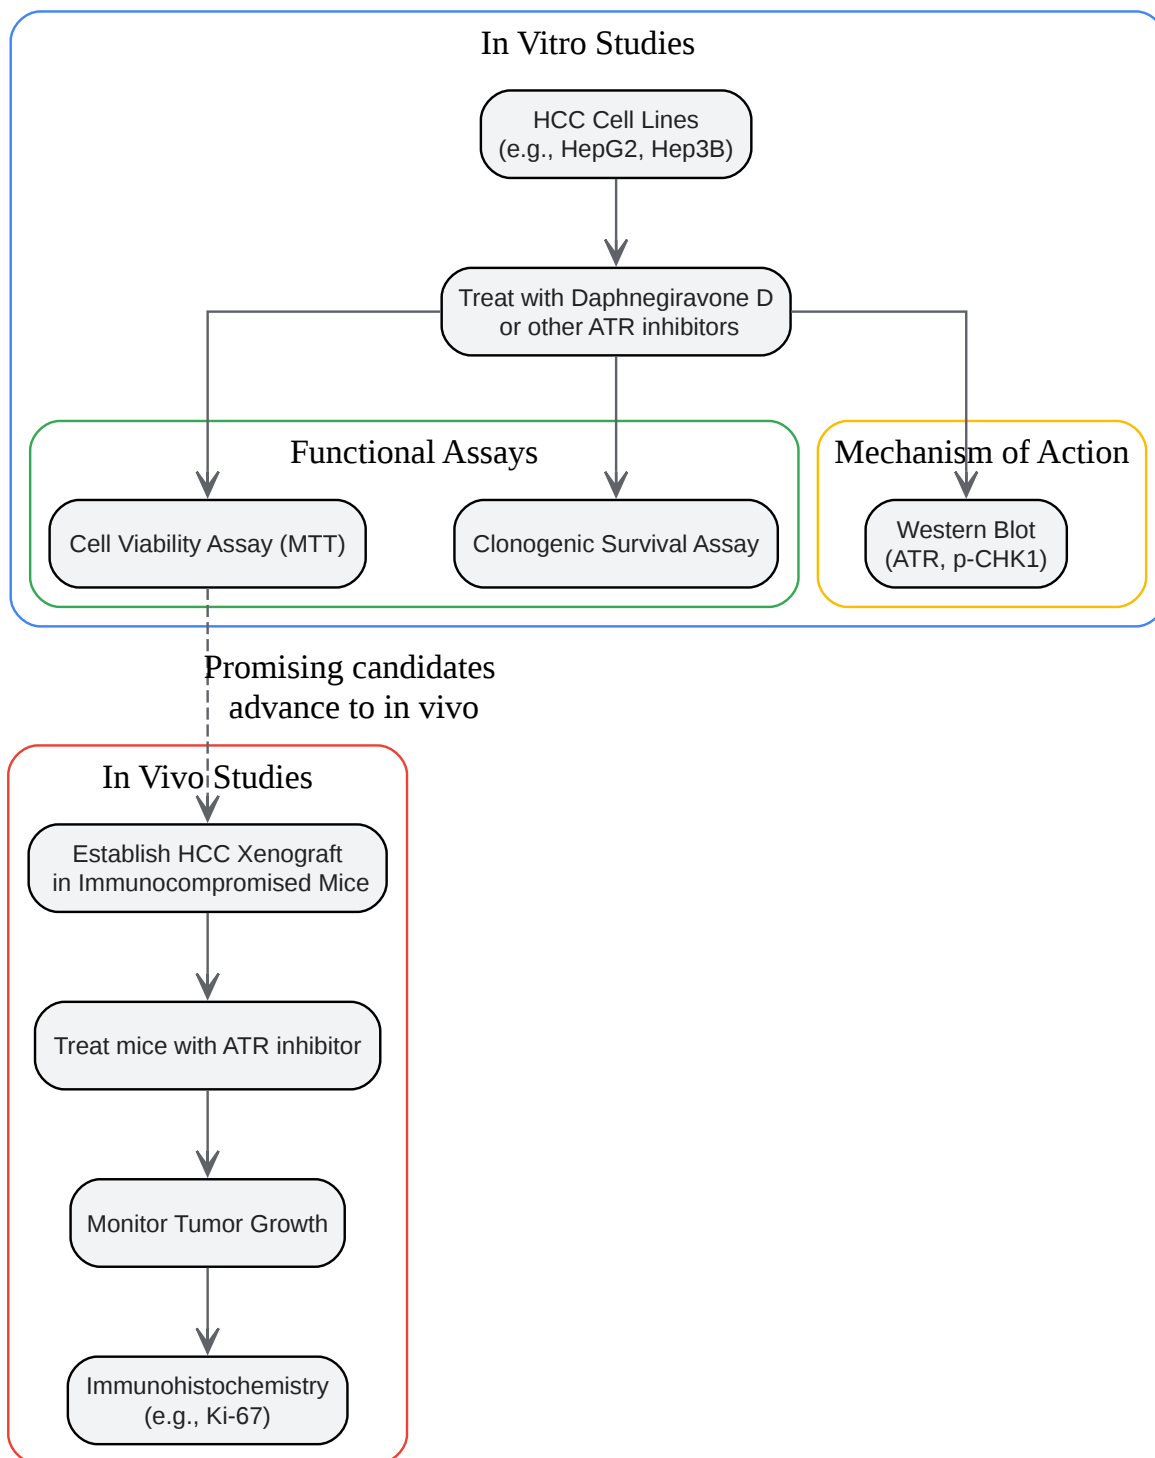 In Vitro Studies
HCC Cell Lines
(e.g., HepG2, Hep3B)
Treat with Daphnegiravone D
or other ATR inhibitors
Functional Assays
Mechanism of Action
Cell Viability Assay (MTT)
Clonogenic Survival Assay
Western Blot
(ATR, p-CHK1)
Promising candidates
advance to in vivo
In Vivo Studies
Establish HCC Xenograft
in Immunocompromised Mice
Treat mice with ATR inhibitor
Monitor Tumor Growth
Immunohistochemistry
(e.g., Ki-67)